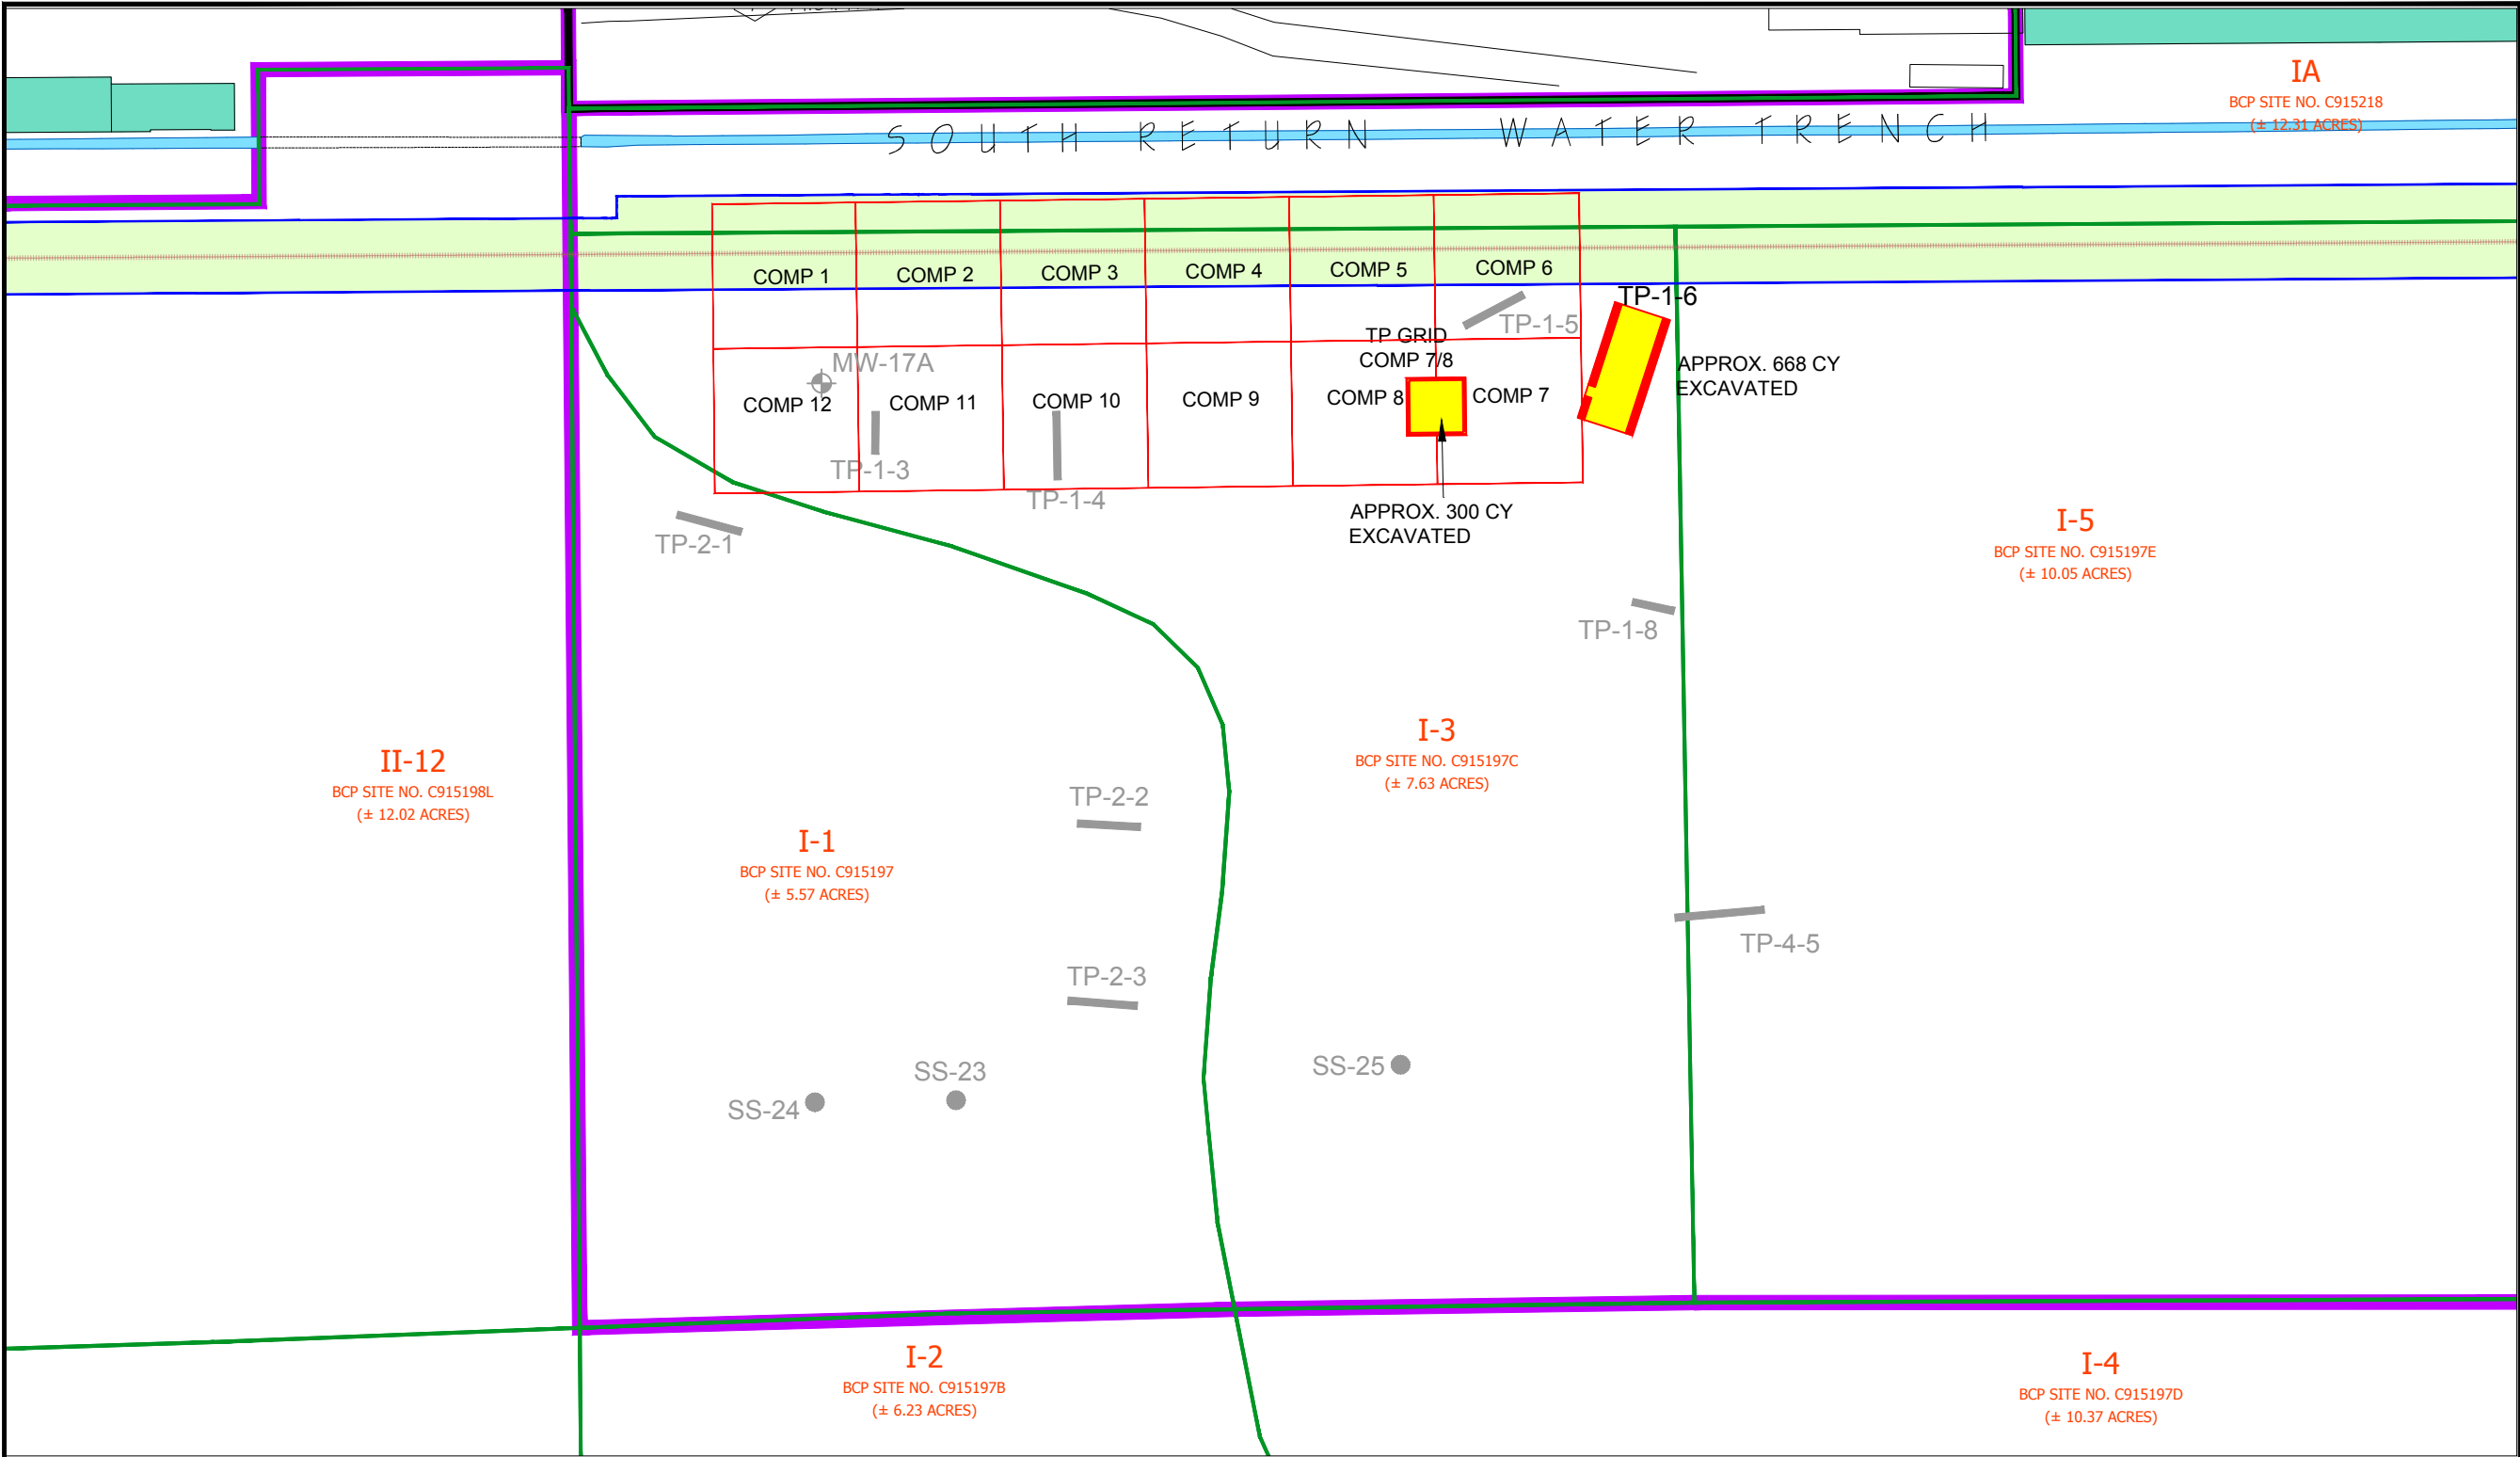 IA
BCP SITE NO. C915218
(± 12.31 ACRES)
SOUTH RETURN WATER TRENCH
COMP 1
COMP 2
COMP 3
COMP 4
COMP 5
COMP 6
TP-1-6
TP-1-5
TP GRID
COMP 7/8
MW-17A
APPROX. 668 CY
EXCAVATED
COMP 12
COMP 11
COMP 10
COMP 9
COMP 8
COMP 7
TP-1-3
TP-1-4
APPROX. 300 CY
EXCAVATED
TP-2-1
I-5
BCP SITE NO. C915197E
(± 10.05 ACRES)
TP-1-8
I-3
BCP SITE NO. C915197C
(± 7.63 ACRES)
II-12
BCP SITE NO. C915198L
(± 12.02 ACRES)
TP-2-2
I-1
BCP SITE NO. C915197
(± 5.57 ACRES)
TP-4-5
TP-2-3
SS-23
SS-25
SS-24
I-2
BCP SITE NO. C915197B
(± 6.23 ACRES)
I-4
BCP SITE NO. C915197D
(± 10.37 ACRES)